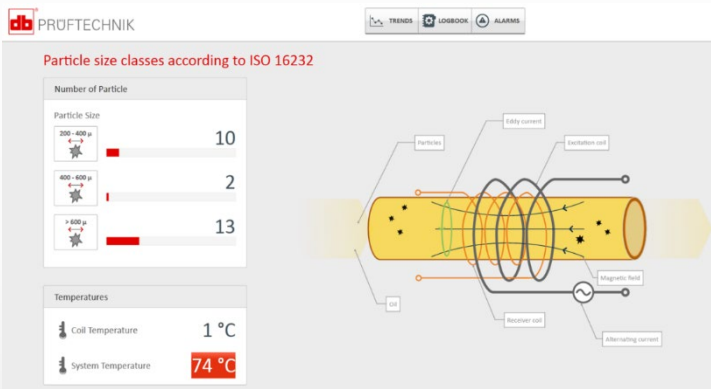 db PRÜFTECHNIK
TRENDS LOGBOOK ALARMS
Particle size classes according to ISO 16232
Number of Particle
Particle Size
200 - 400 µ
10
400 - 600 µ
2
> 600 µ
13
Temperatures
Coil Temperature 1 °C
System Temperature 74 °C
Eddy current
Particles
Excitation coil
Magnetic field
Oil
Receiver coil
Alternating current